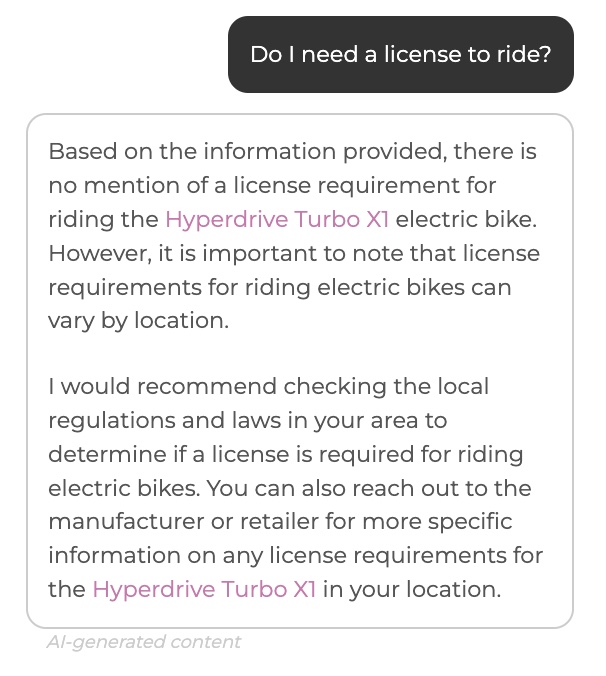 Do I need a license to ride?
Based on the information provided, there is
no mention of a license requirement for
riding the Hyperdrive Turbo X1 electric bike.
However, it is important to note that license
requirements for riding electric bikes can
vary by location.
I would recommend checking the local
regulations and laws in your area to
determine if a license is required for riding
electric bikes. You can also reach out to the
manufacturer or retailer for more specific
information on any license requirements for
the Hyperdrive Turbo X1 in your location.
AI-generated content